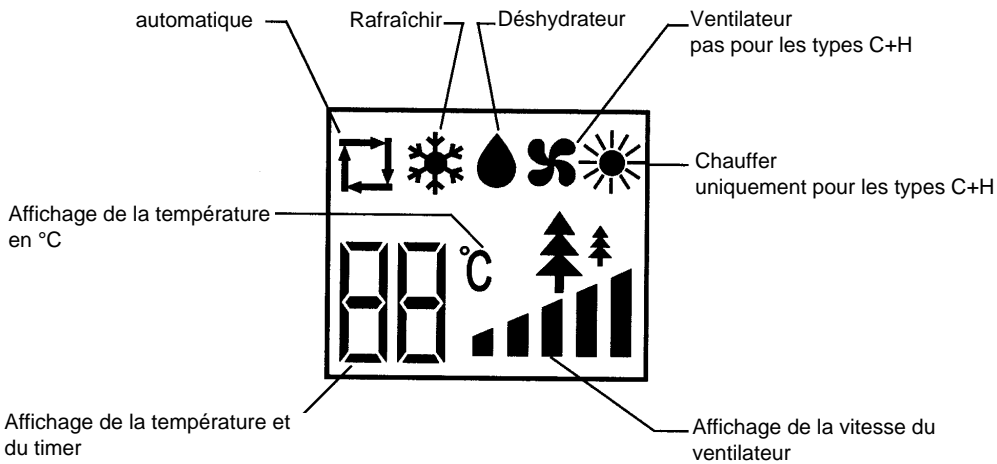 automatique
Rafraîchir
Déshydrateur
Ventilateur
pas pour les types C+H
Chauffer
uniquement pour les types C+H
Affichage de la température
en °C
°C
88
Affichage de la température et
du timer
Affichage de la vitesse du
ventilateur